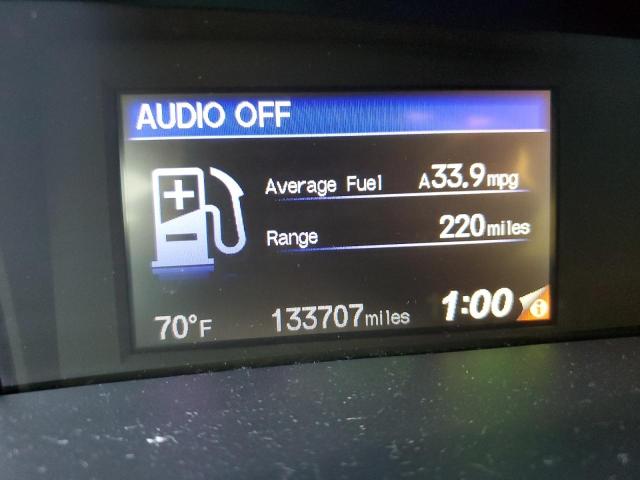 AUDIO OFF
Average Fuel A33.9mpg
Range 220miles
70°F 133707miles 1:00 i